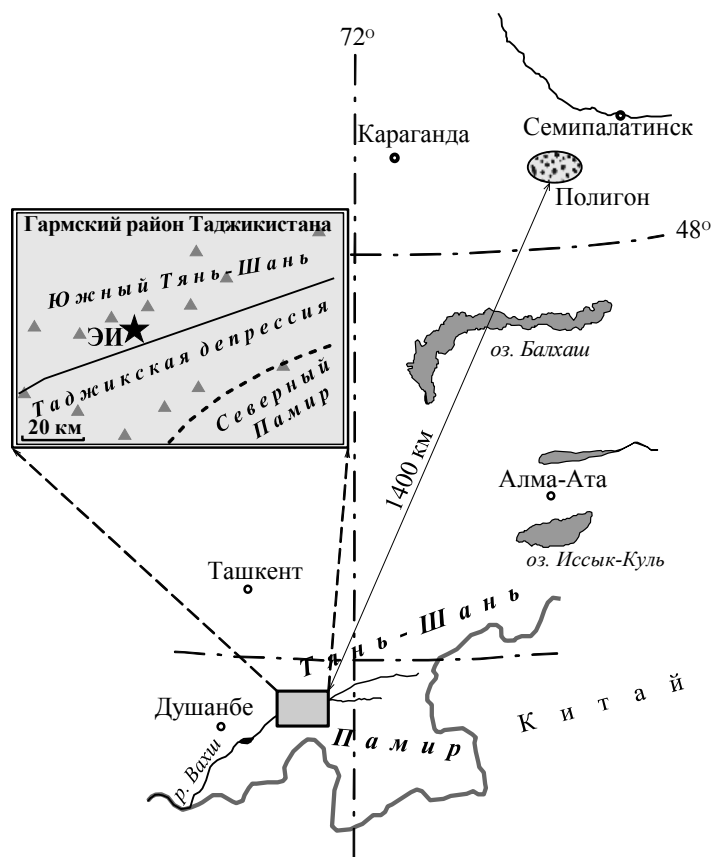 72°
Семипалатинск
Караганда
Полигон
48°
Гармский район Таджикистана
Южный Тянь-Шань
ЭИ
Таджикская депрессия
Северный
Памир
20 км
оз. Балхаш
1400 км
Алма-Ата
оз. Иссык-Куль
Ташкент
Тянь-Шань
Душанбе
Китай
Памир
р. Вахш